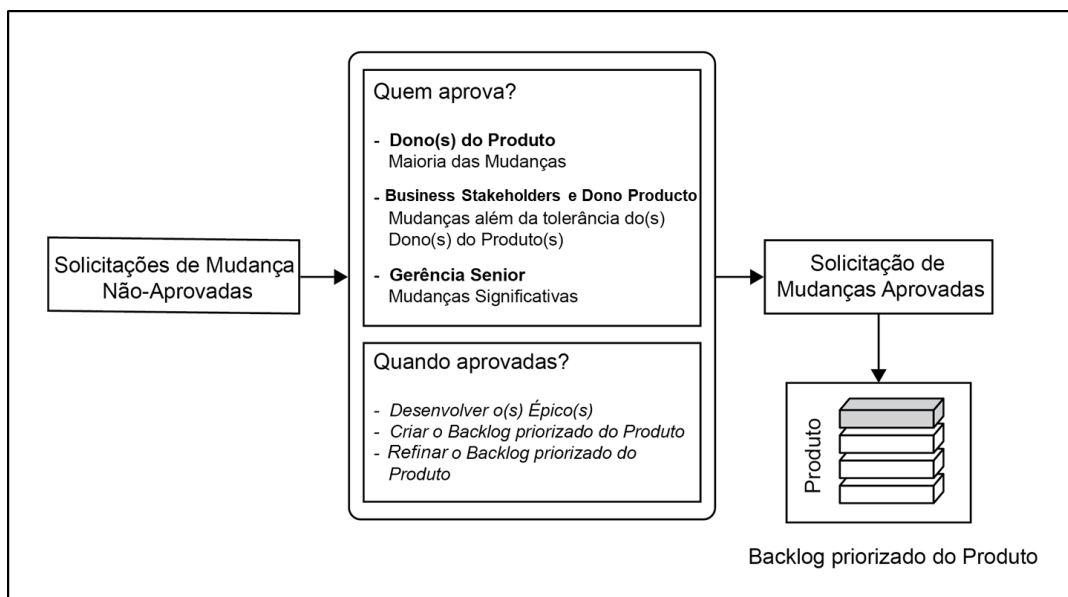 Solicitações de Mudança
Não-Aprovadas
Quem aprova?
- Dono(s) do Produto
Maioria das Mudanças
- Business Stakeholders e Dono Producto
Mudanças além da tolerância do(s)
Dono(s) do Produto(s)
- Gerência Senior
Mudanças Significativas
Quando aprovadas?
- Desenvolver o(s) Épico(s)
- Criar o Backlog priorizado do Produto
- Refinar o Backlog priorizado do
Produto
Solicitação de
Mudanças Aprovadas
Produto
Backlog priorizado do Produto